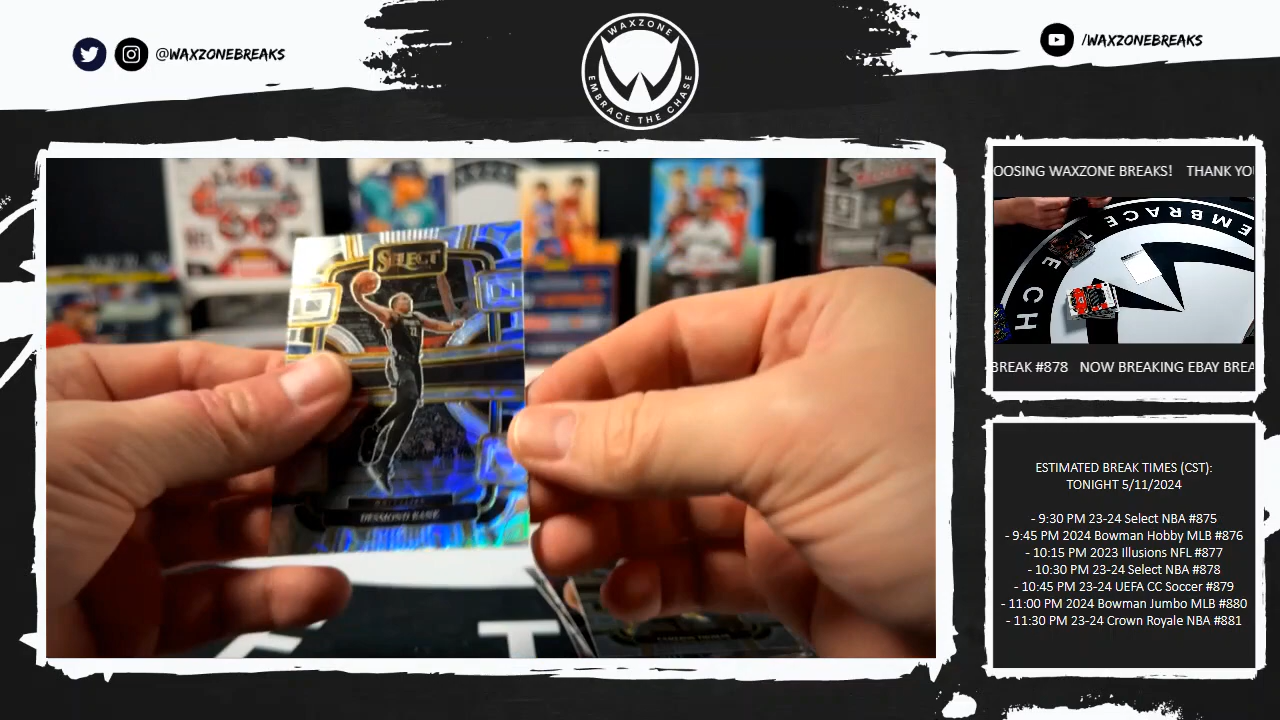 @WAXZONEBREAKS
WAXZONE
EMBRACE THE CHASE
/WAXZONEBREAKS
OOSING WAXZONE BREAKS! THANK YO
EMBRACE
CH
BREAK #878 NOW BREAKING EBAY BREA
SELECT
DESMOND BANE
ESTIMATED BREAK TIMES (CST):
TONIGHT 5/11/2024
- 9:30 PM 23-24 Select NBA #875
- 9:45 PM 2024 Bowman Hobby MLB #876
- 10:15 PM 2023 Illusions NFL #877
- 10:30 PM 23-24 Select NBA #878
- 10:45 PM 23-24 UEFA CC Soccer #879
- 11:00 PM 2024 Bowman Jumbo MLB #880
- 11:30 PM 23-24 Crown Royale NBA #881